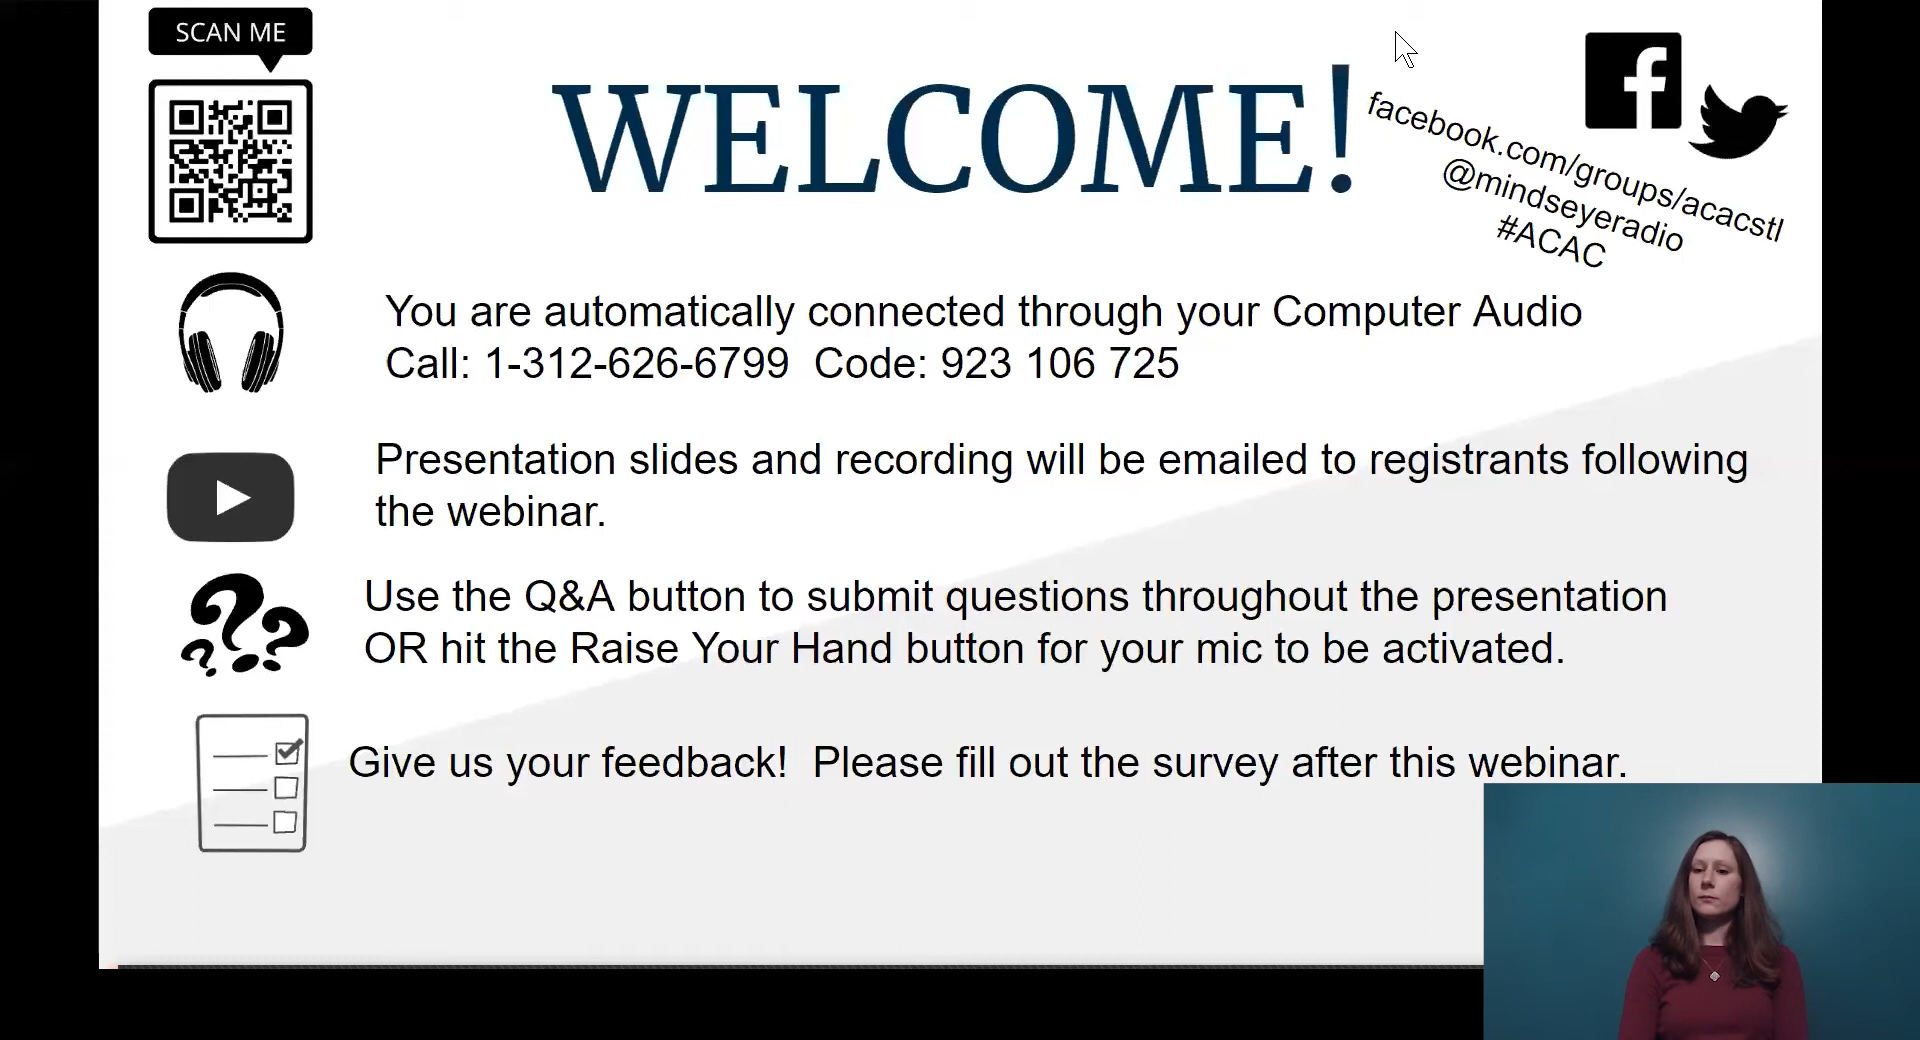 SCAN ME
WELCOME!
facebook.com/groups/acacstl
@mindseyeradio
#ACAC
You are automatically connected through your Computer Audio
Call: 1-312-626-6799  Code: 923 106 725
Presentation slides and recording will be emailed to registrants following
the webinar.
Use the Q&A button to submit questions throughout the presentation
OR hit the Raise Your Hand button for your mic to be activated.
Give us your feedback!  Please fill out the survey after this webinar.